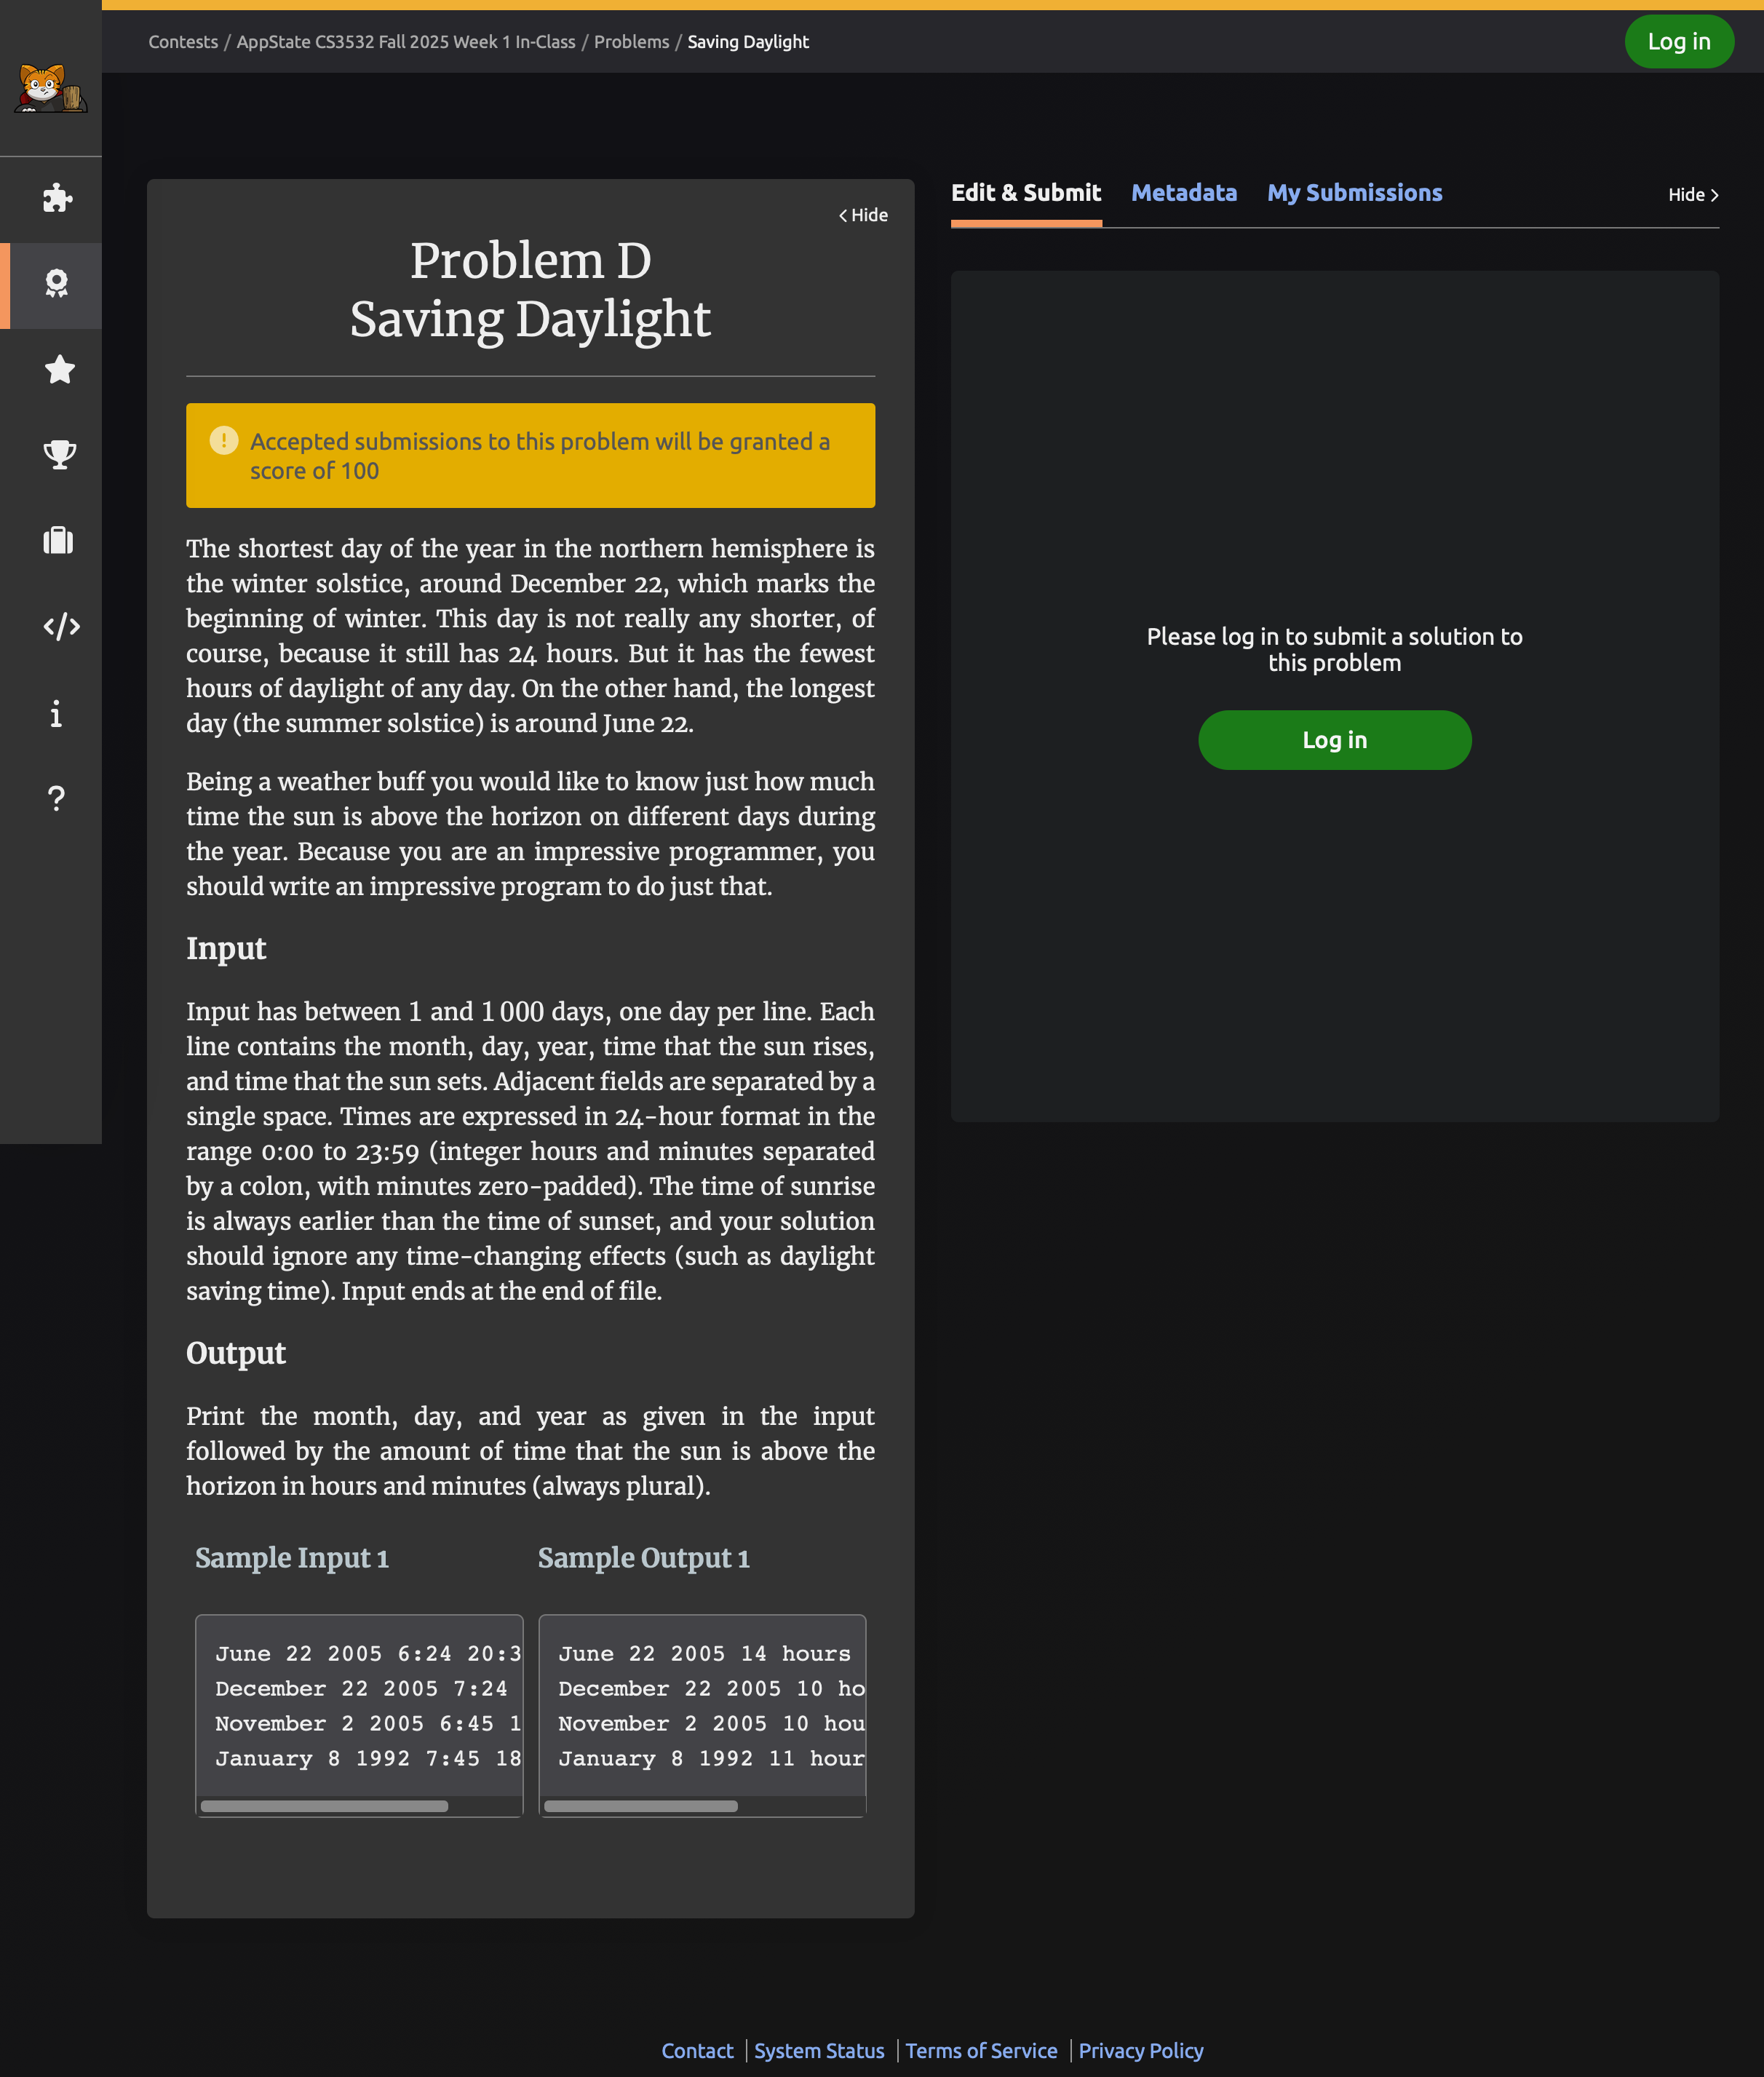 Contests / AppState CS3532 Fall 2025 Week 1 In-Class / Problems / Saving Daylight
Log in
Hide
Problem D
Saving Daylight
Accepted submissions to this problem will be granted a
score of 100
The shortest day of the year in the northern hemisphere is
the winter solstice, around December 22, which marks the
beginning of winter. This day is not really any shorter, of
course, because it still has 24 hours. But it has the fewest
hours of daylight of any day. On the other hand, the longest
day (the summer solstice) is around June 22.
Being a weather buff you would like to know just how much
time the sun is above the horizon on different days during
the year. Because you are an impressive programmer, you
should write an impressive program to do just that.
Input
Input has between 1 and 1 000 days, one day per line. Each
line contains the month, day, year, time that the sun rises,
and time that the sun sets. Adjacent fields are separated by a
single space. Times are expressed in 24-hour format in the
range 0:00 to 23:59 (integer hours and minutes separated
by a colon, with minutes zero-padded). The time of sunrise
is always earlier than the time of sunset, and your solution
should ignore any time-changing effects (such as daylight
saving time). Input ends at the end of file.
Output
Print the month, day, and year as given in the input
followed by the amount of time that the sun is above the
horizon in hours and minutes (always plural).
Sample Input 1
June 22 2005 6:24 20:3
December 22 2005 7:24
November 2 2005 6:45 1
January 8 1992 7:45 18
Sample Output 1
June 22 2005 14 hours
December 22 2005 10 ho
November 2 2005 10 hou
January 8 1992 11 hour
Edit & Submit
Metadata
My Submissions
Hide
Please log in to submit a solution to
this problem
Log in
Contact
System Status
Terms of Service
Privacy Policy